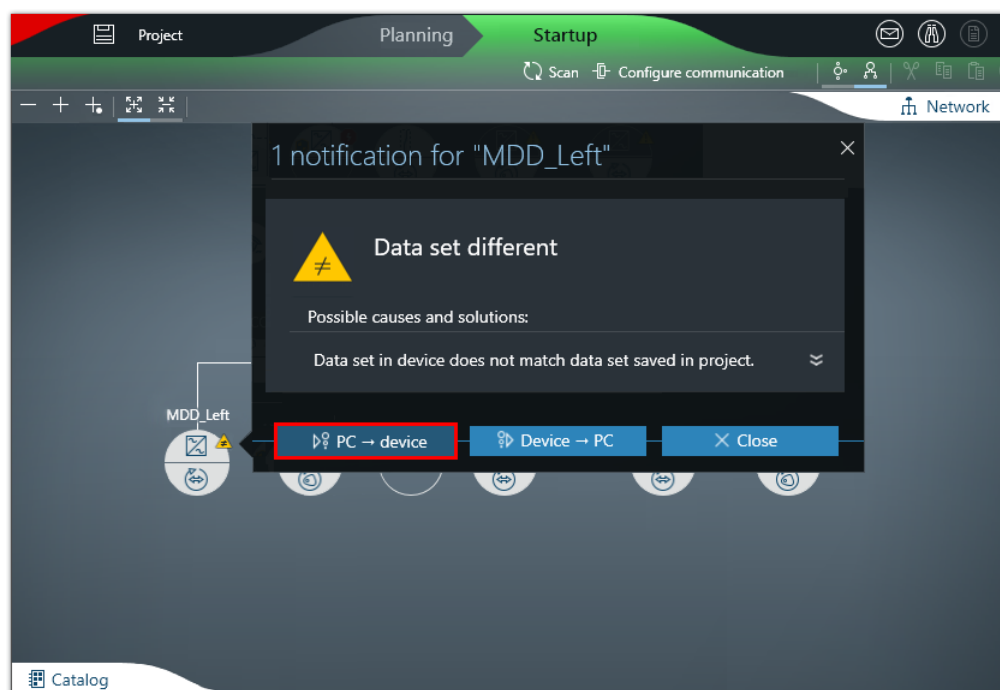 Project
Planning
Startup
Scan
Configure communication
Network
1 notification for "MDD_Left"
≠
Data set different
Possible causes and solutions:
Data set in device does not match data set saved in project.
MDD_Left
PC → device
Device → PC
Close
Catalog